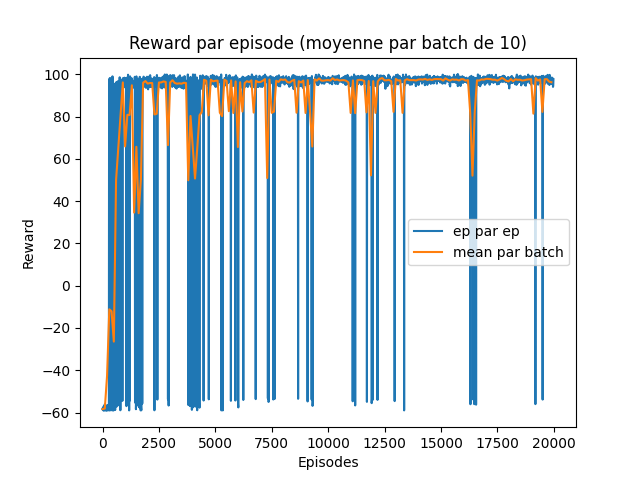 Reward par episode (moyenne par batch de 10)
100
80
60
40
20
0
−20
−40
−60
Reward
ep par ep
mean par batch
0 2500 5000 7500 10000 12500 15000 17500 20000
Episodes